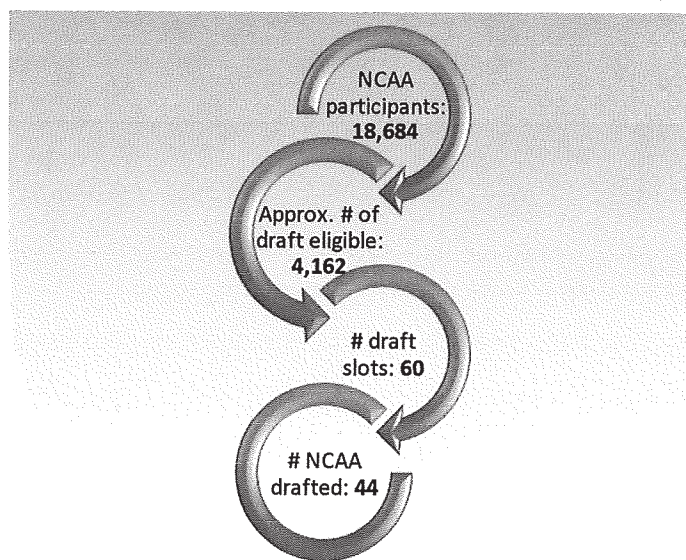 NCAA
participants:
18,684
Approx. # of
draft eligible:
4,162
# draft
slots: 60
# NCAA
drafted: 44